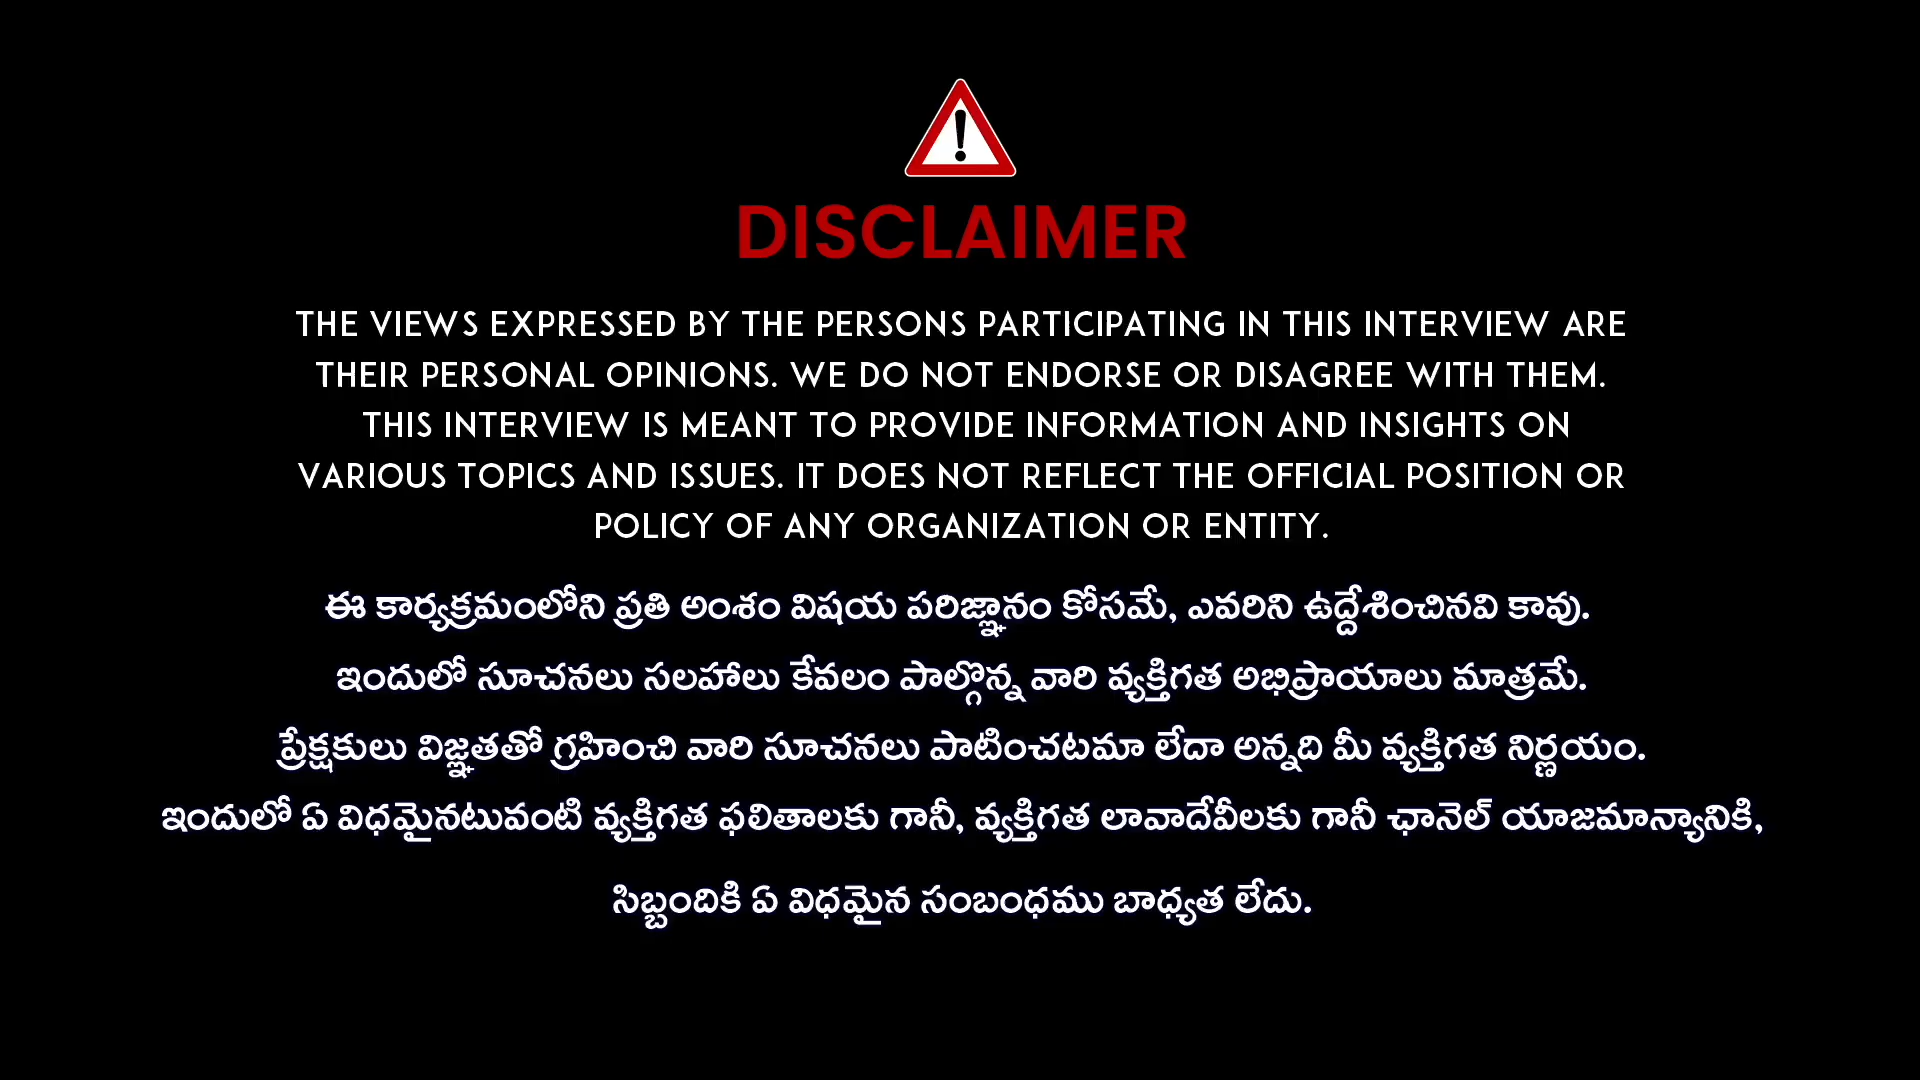 DISCLAIMER
THE VIEWS EXPRESSED BY THE PERSONS PARTICIPATING IN THIS INTERVIEW ARE
THEIR PERSONAL OPINIONS. WE DO NOT ENDORSE OR DISAGREE WITH THEM.
THIS INTERVIEW IS MEANT TO PROVIDE INFORMATION AND INSIGHTS ON
VARIOUS TOPICS AND ISSUES. IT DOES NOT REFLECT THE OFFICIAL POSITION OR
POLICY OF ANY ORGANIZATION OR ENTITY.
ఈ కార్యక్రమంలోని ప్రతి అంశం విషయ పరిజ్ఞానం కోసమే, ఎవరిని ఉద్దేశించినవి కావు.
ఇందులో సూచనలు సలహాలు కేవలం పాల్గొన్న వారి వ్యక్తిగత అభిప్రాయాలు మాత్రమే.
ప్రేక్షకులు విజ్ఞతతో గ్రహించి వారి సూచనలు పాటించటమా లేదా అన్నది మీ వ్యక్తిగత నిర్ణయం.
ఇందులో ఏ విధమైనటువంటి వ్యక్తిగత ఫలితాలకు గానీ, వ్యక్తిగత లావాదేవీలకు గానీ ఛానెల్ యాజమాన్యానికి,
సిబ్బందికి ఏ విధమైన సంబంధము బాధ్యత లేదు.